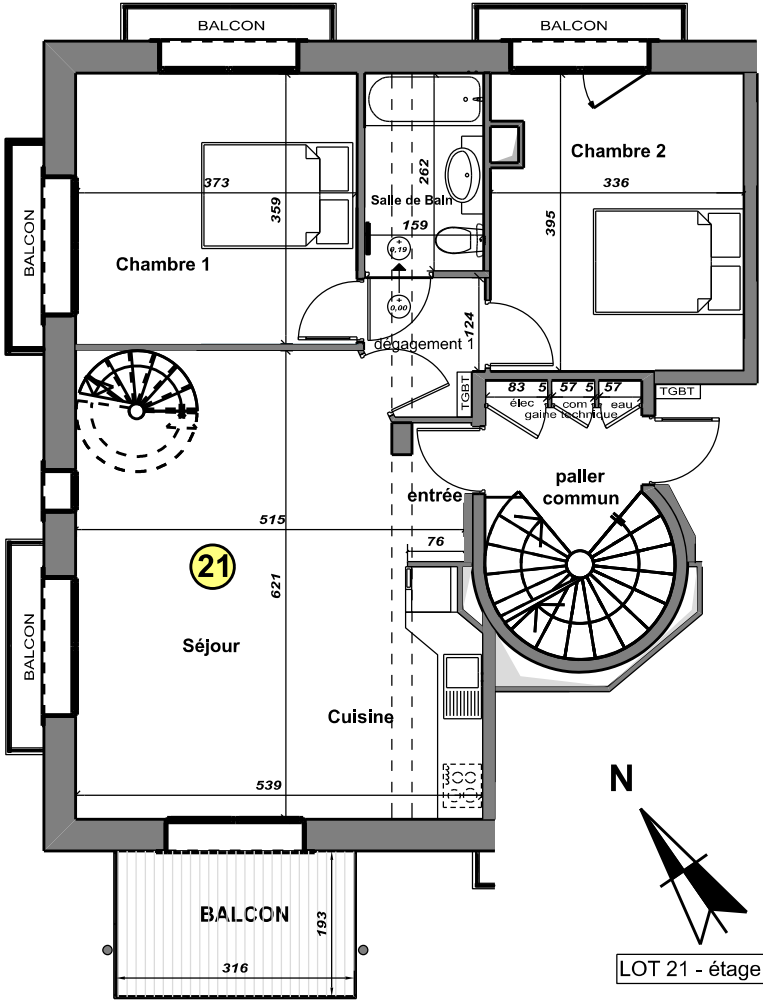 BALCON
BALCON
BALCON
373
359
Chambre 1
262
Salle de Bain
159
+
0,19
+
0,00
Chambre 2
336
395
dégagement 1
124
TGBT
83 5 57 5 57
élec com eau
gaine technique
TGBT
entrée
palier
commun
515
76
21
621
BALCON
Séjour
Cuisine
539
N
BALCON
193
316
LOT 21 - étage